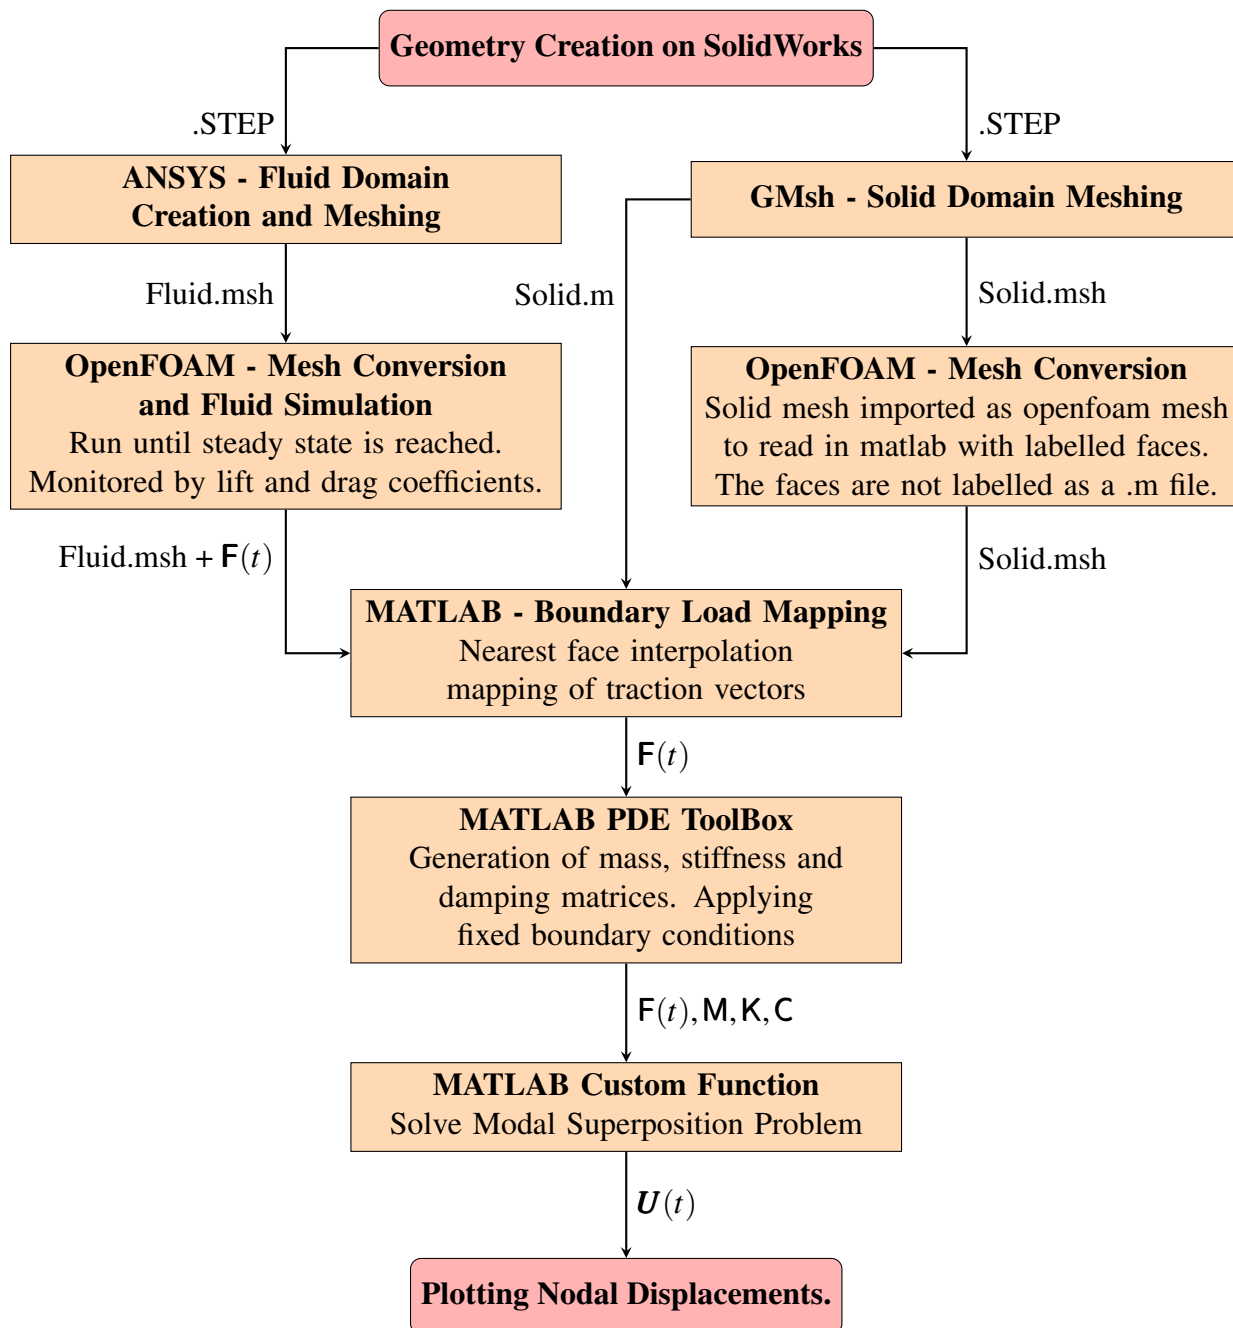 Geometry Creation on SolidWorks
.STEP
.STEP
ANSYS - Fluid Domain
Creation and Meshing
GMsh - Solid Domain Meshing
Fluid.msh
Solid.m
Solid.msh
OpenFOAM - Mesh Conversion
and Fluid Simulation
Run until steady state is reached.
Monitored by lift and drag coefficients.
OpenFOAM - Mesh Conversion
Solid mesh imported as openfoam mesh
to read in matlab with labelled faces.
The faces are not labelled as a .m file.
Fluid.msh + F(t)
Solid.msh
MATLAB - Boundary Load Mapping
Nearest face interpolation
mapping of traction vectors
F(t)
MATLAB PDE ToolBox
Generation of mass, stiffness and
damping matrices. Applying
fixed boundary conditions
F(t), M, K, C
MATLAB Custom Function
Solve Modal Superposition Problem
U(t)
Plotting Nodal Displacements.